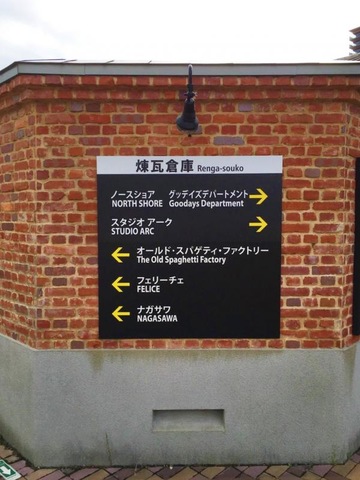 煉瓦倉庫 Renga-souko
ノースショア グッデイズデパートメント
NORTH SHORE Goodays Department
スタジオ アーク
STUDIO ARC
オールド・スパゲティ・ファクトリー
The Old Spaghetti Factory
フェリーチェ
FELICE
ナガサワ
NAGASAWA